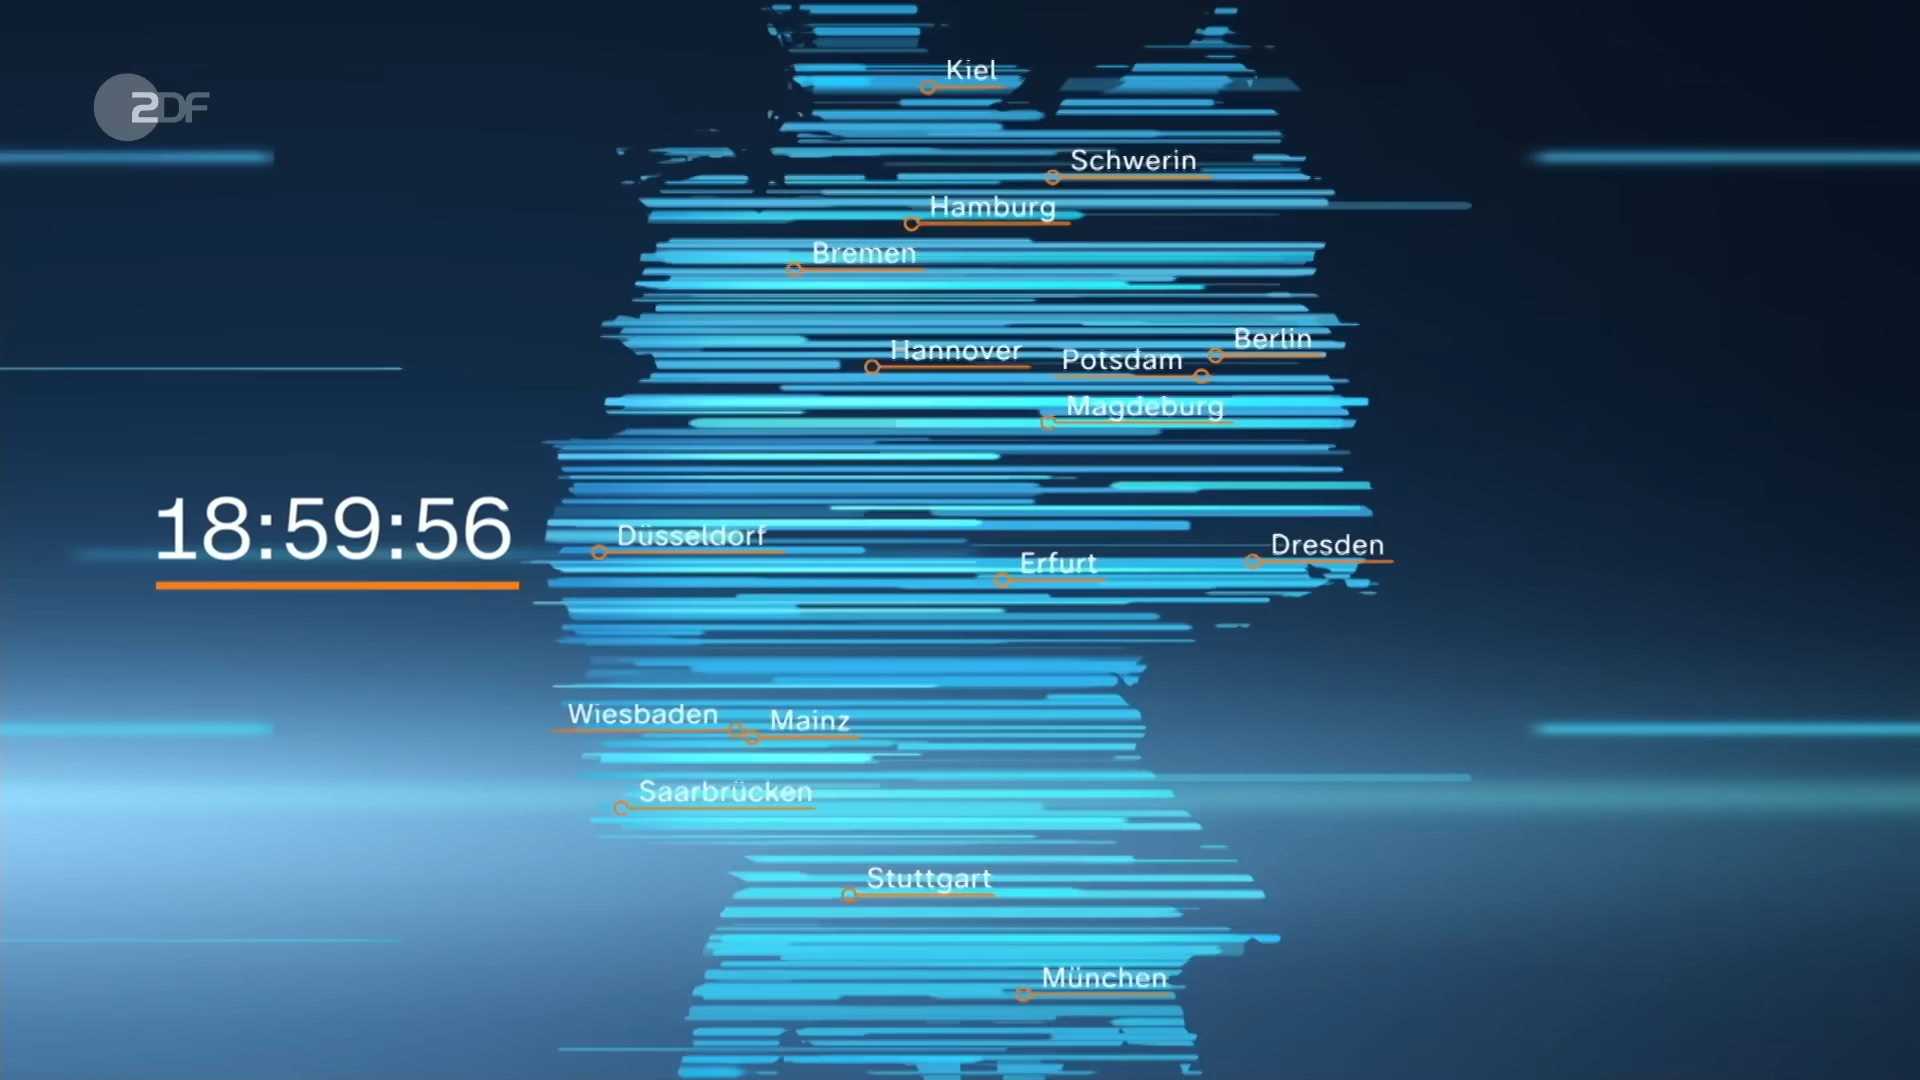 ZDF
Kiel
Schwerin
Hamburg
Bremen
Berlin
Hannover
Potsdam
Magdeburg
18:59:56
Düsseldorf
Dresden
Erfurt
Wiesbaden
Mainz
Saarbrücken
Stuttgart
München